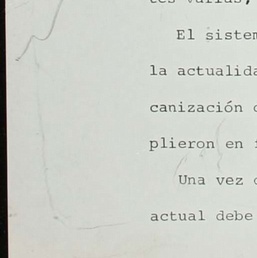 tes varias,
El sistem
la actualida
canización
plieron en
Una vez
actual debe